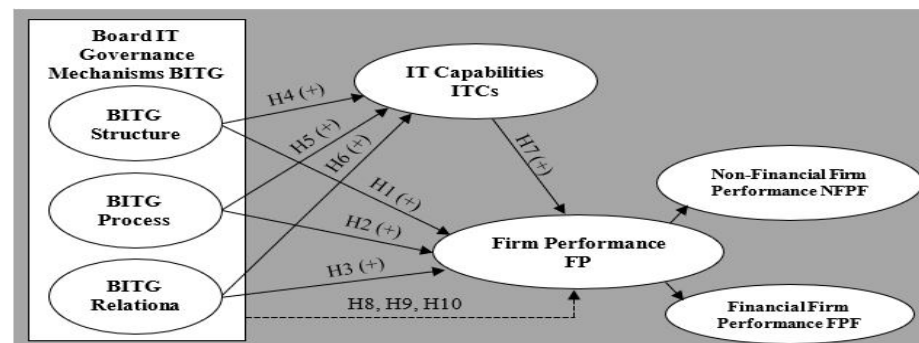 Board IT
Governance
Mechanisms BITG
BITG
Structure
BITG
Process
BITG
Relationa
H4 (+)
H5 (+)
H6 (+)
H1 (+)
H2 (+)
H3 (+)
H8, H9, H10
IT Capabilities
ITCs
H7(+)
Firm Performance
FP
Non-Financial Firm
Performance NFPF
Financial Firm
Performance FPF